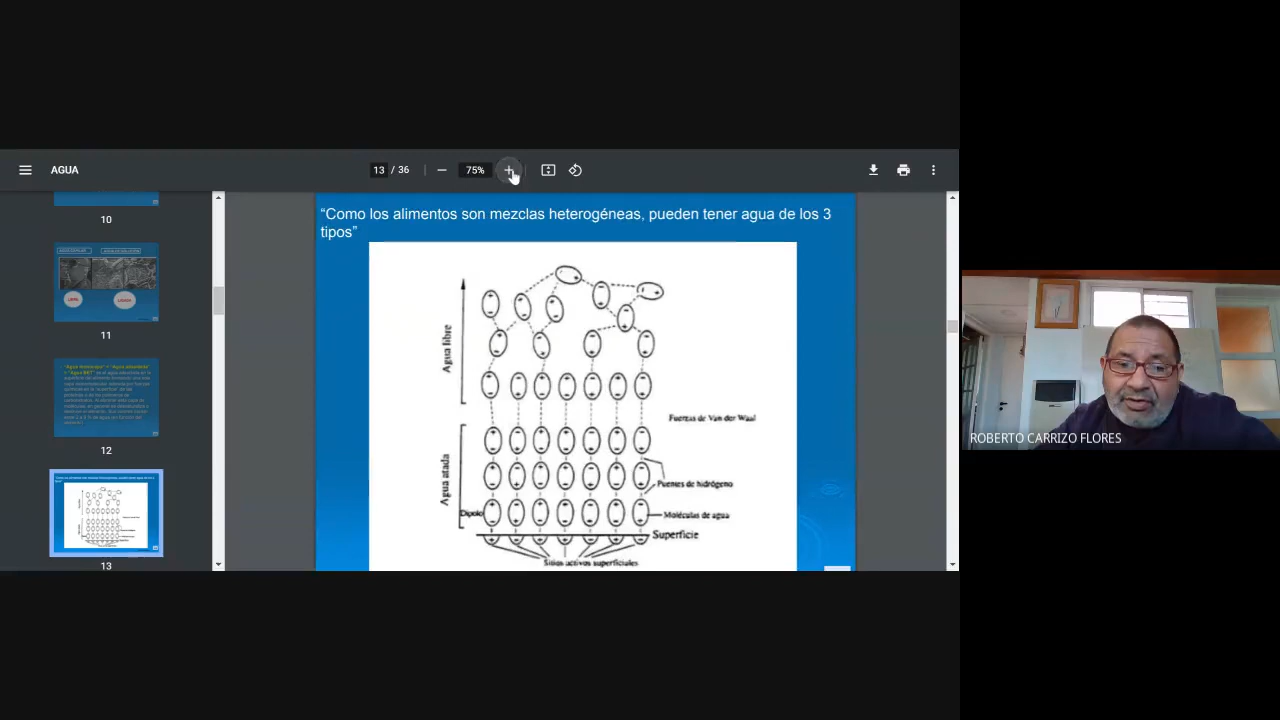 AGUA
13 / 36
75%
10
11
12
13
LIBRE
LIGADA
"Como los alimentos son mezclas heterogéneas, pueden tener agua de los 3
tipos"
Agua libre
Fuerzas de Van der Waal
Agua atada
Puentes de hidrógeno
Dipolo
Moléculas de agua
Superficie
Sitios activos superficiales
ROBERTO CARRIZO FLORES